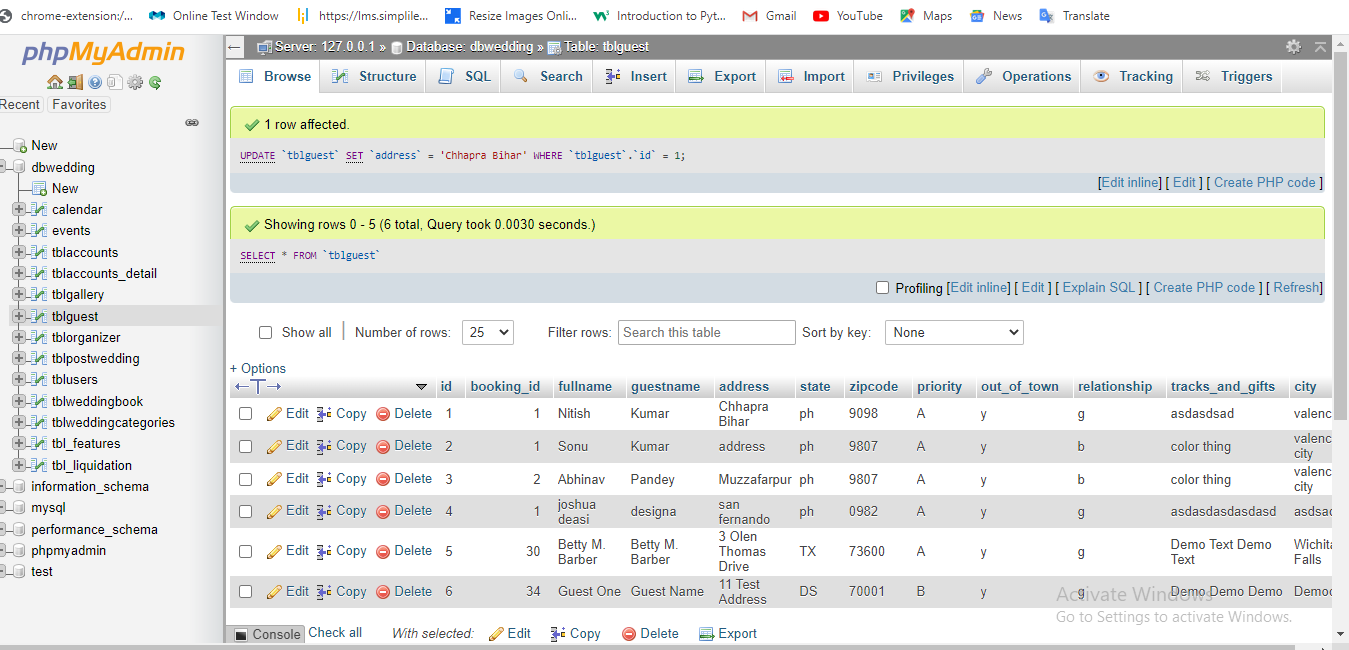 chrome-extension:/... Online Test Window https://lms.simplile... Resize Images Onli... Introduction to Pyt... Gmail YouTube Maps News Translate
phpMyAdmin
Recent Favorites
New
dbwedding
New
calendar
events
tblaccounts
tblaccounts_detail
tblgallery
tblguest
tblorganizer
tblpostwedding
tblusers
tblweddingbook
tblweddingcategories
tbl_features
tbl_liquidation
information_schema
mysql
performance_schema
phpmyadmin
test
Server: 127.0.0.1 » Database: dbwedding » Table: tblguest
Browse Structure SQL Search Insert Export Import Privileges Operations Tracking Triggers
1 row affected.
UPDATE `tblguest` SET `address` = 'Chhapra Bihar' WHERE `tblguest`.`id` = 1;
[Edit inline] [ Edit ] [ Create PHP code ]
Showing rows 0 - 5 (6 total, Query took 0.0030 seconds.)
SELECT * FROM `tblguest`
Profiling [Edit inline] [ Edit ] [ Explain SQL ] [ Create PHP code ] [ Refresh]
Show all | Number of rows: 25 Filter rows: Search this table Sort by key: None
+ Options
←T→ id booking_id fullname guestname address state zipcode priority out_of_town relationship tracks_and_gifts city
Edit Copy Delete 1 1 Nitish Kumar Chhapra Bihar ph 9098 A y g asdasdsad valenc
Edit Copy Delete 2 1 Sonu Kumar address ph 9807 A y b color thing valenc city
Edit Copy Delete 3 2 Abhinav Pandey Muzzafarpur ph 9807 A y b color thing valenc city
Edit Copy Delete 4 1 joshua deasi designa san fernando ph 0982 A y g asdasdasdasdasd asdsad
Edit Copy Delete 5 30 Betty M. Barber Betty M. Barber 3 Olen Thomas Drive TX 73600 A y g Demo Text Demo Text Wichita Falls
Edit Copy Delete 6 34 Guest One Guest Name 11 Test Address DS 70001 B y g Demo Demo Demo Demo
Activate Windows
Go to Settings to activate Windows.
Console Check all With selected: Edit Copy Delete Export